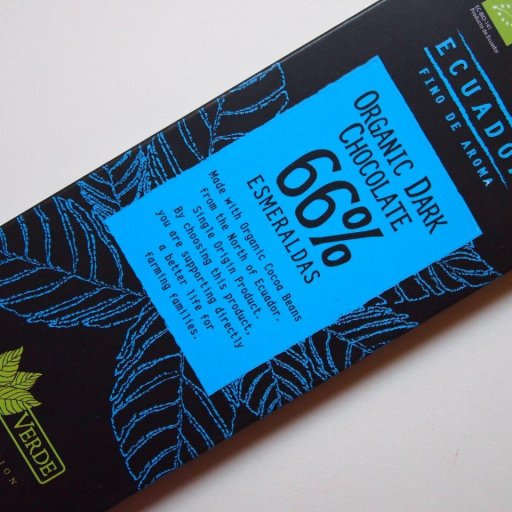 ECUADOR
FINO DE AROMA
ORGANIC DARK
CHOCOLATE
66%
ESMERALDAS
Made with Organic Cocoa Beans
from the North of Ecuador.
Single Origin Product.
By choosing this product,
you are supporting directly
a better life for
farming families.
VERDE